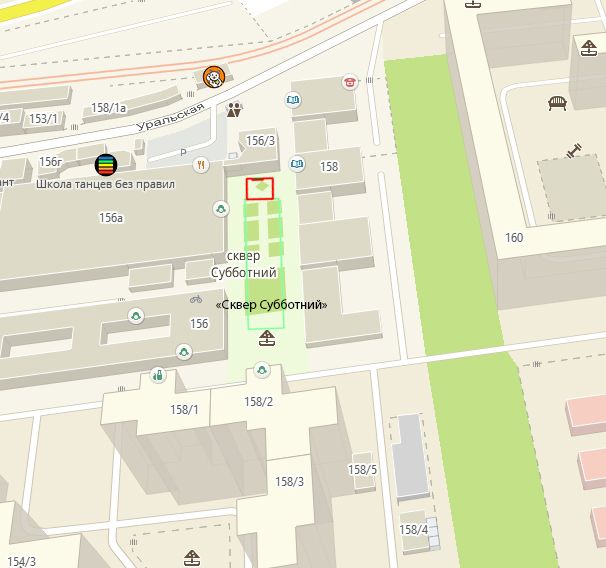 158/1а
/4
153/1
Уральская
156г
Р
156/3
158
ант
Школа танцев без правил
156а
160
сквер
Субботний
«Сквер Субботний»
156
158/1
158/2
158/3
158/5
158/4
154/3